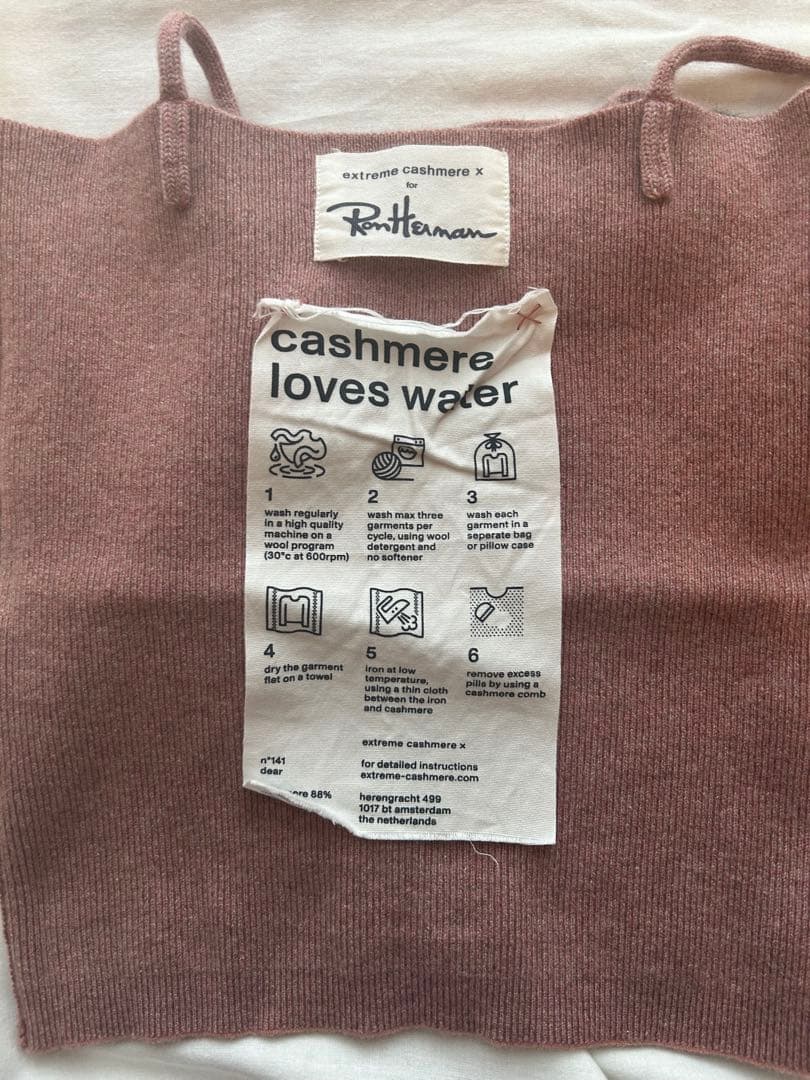 extreme cashmere x
for
Ron Herman
cashmere
loves water
1
wash regularly
in a high quality
machine on a
wool program
(30°c at 600rpm)
2
wash max three
garments per
cycle, using wool
detergent and
no softener
3
wash each
garment in a
seperate bag
or pillow case
4
dry the garment
flat on a towel
5
iron at low
temperature,
using a thin cloth
between the iron
and cashmere
6
remove excess
pills by using a
cashmere comb
n°141
dear
88%
extreme cashmere x
for detailed instructions
extreme-cashmere.com
herengracht 499
1017 bt amsterdam
the netherlands